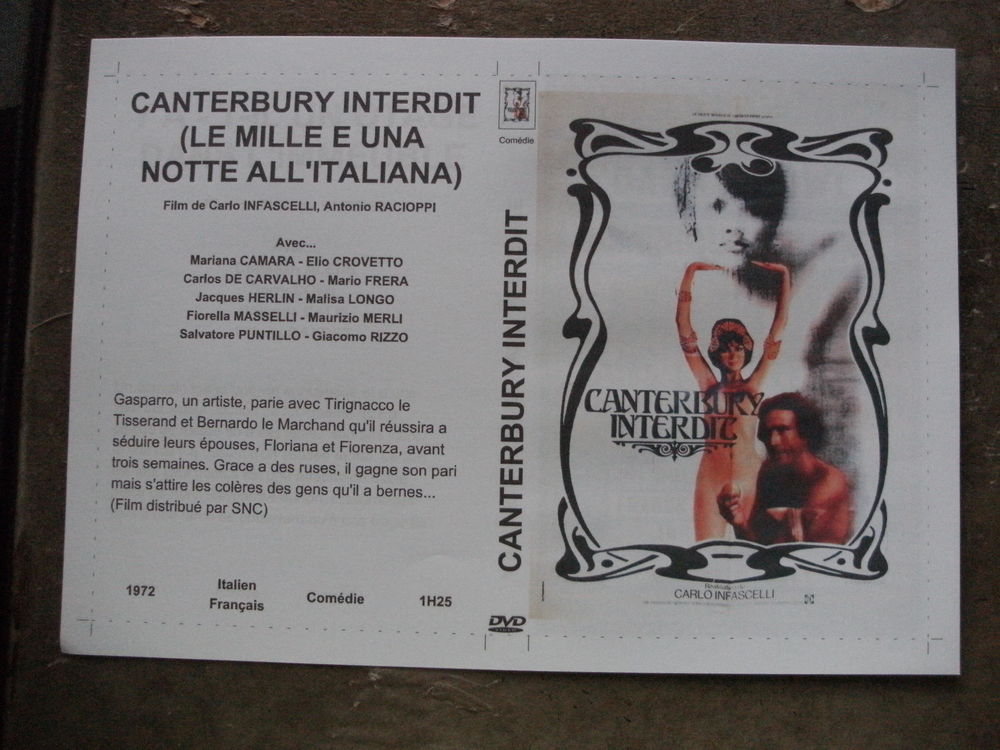 CANTERBURY INTERDIT
(LE MILLE E UNA
NOTTE ALL'ITALIANA)
Film de Carlo INFASCELLI, Antonio RACIOPPI
Avec...
Mariana CAMARA - Elio CROVETTO
Carlos DE CARVALHO - Mario FRERA
Jacques HERLIN - Malisa LONGO
Fiorella MASSELLI - Maurizio MERLI
Salvatore PUNTILLO - Giacomo RIZZO
Gasparro, un artiste, parie avec Tirignacco le
Tisserand et Bernardo le Marchand qu'il réussira a
séduire leurs épouses, Floriana et Fiorenza, avant
trois semaines. Grace a des ruses, il gagne son pari
mais s'attire les colères des gens qu'il a bernes...
(Film distribué par SNC)
1972
Italien
Français
Comédie
1H25
Comédie
CANTERBURY INTERDIT
DVD
VIDEO
CANTERBURY
INTERDIT
CARLO INFASCELLI